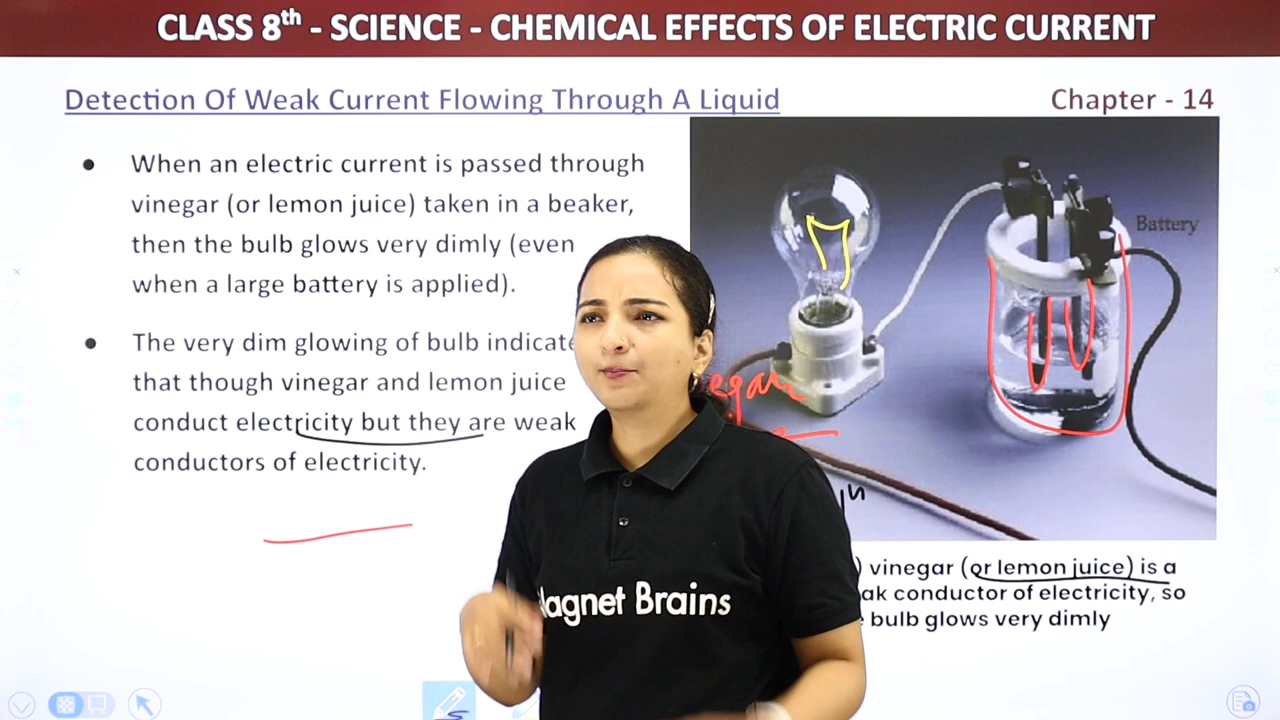 CLASS 8th - SCIENCE - CHEMICAL EFFECTS OF ELECTRIC CURRENT
Detection Of Weak Current Flowing Through A Liquid
Chapter - 14
● When an electric current is passed through
vinegar (or lemon juice) taken in a beaker,
then the bulb glows very dimly (even
when a large battery is applied).
● The very dim glowing of bulb indicate
that though vinegar and lemon juice
conduct electricity but they are weak
conductors of electricity.
Battery
egar
) vinegar (or lemon juice) is a
ak conductor of electricity, so
bulb glows very dimly
agnet Brains